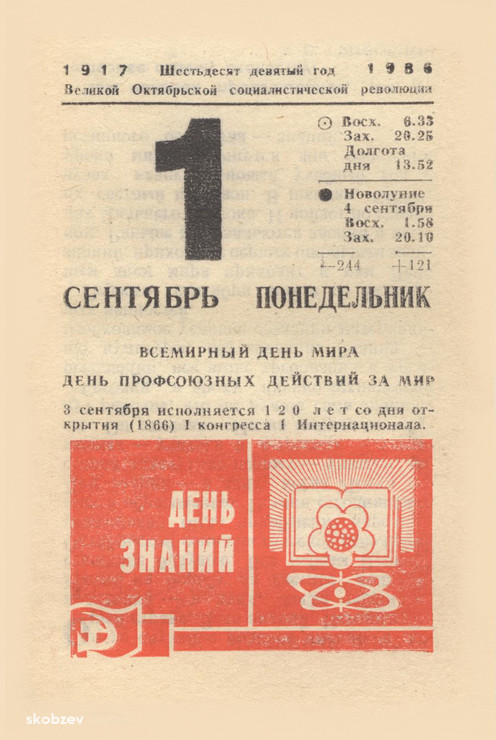 1917 Шестьдесят девятый год 1986
Великой Октябрьской социалистической революции
1
Восх. 6.33
Зах. 20.25
Долгота
дня 13.52
Новолуние
4 сентября
Восх. 1.58
Зах. 20.10
+244 +121
СЕНТЯБРЬ ПОНЕДЕЛЬНИК
ВСЕМИРНЫЙ ДЕНЬ МИРА
ДЕНЬ ПРОФСОЮЗНЫХ ДЕЙСТВИЙ ЗА МИР
3 сентября исполняется 120 лет со дня от-
крытия (1866) I конгресса I Интернационала.
ДЕНЬ
ЗНАНИЙ
skobzev